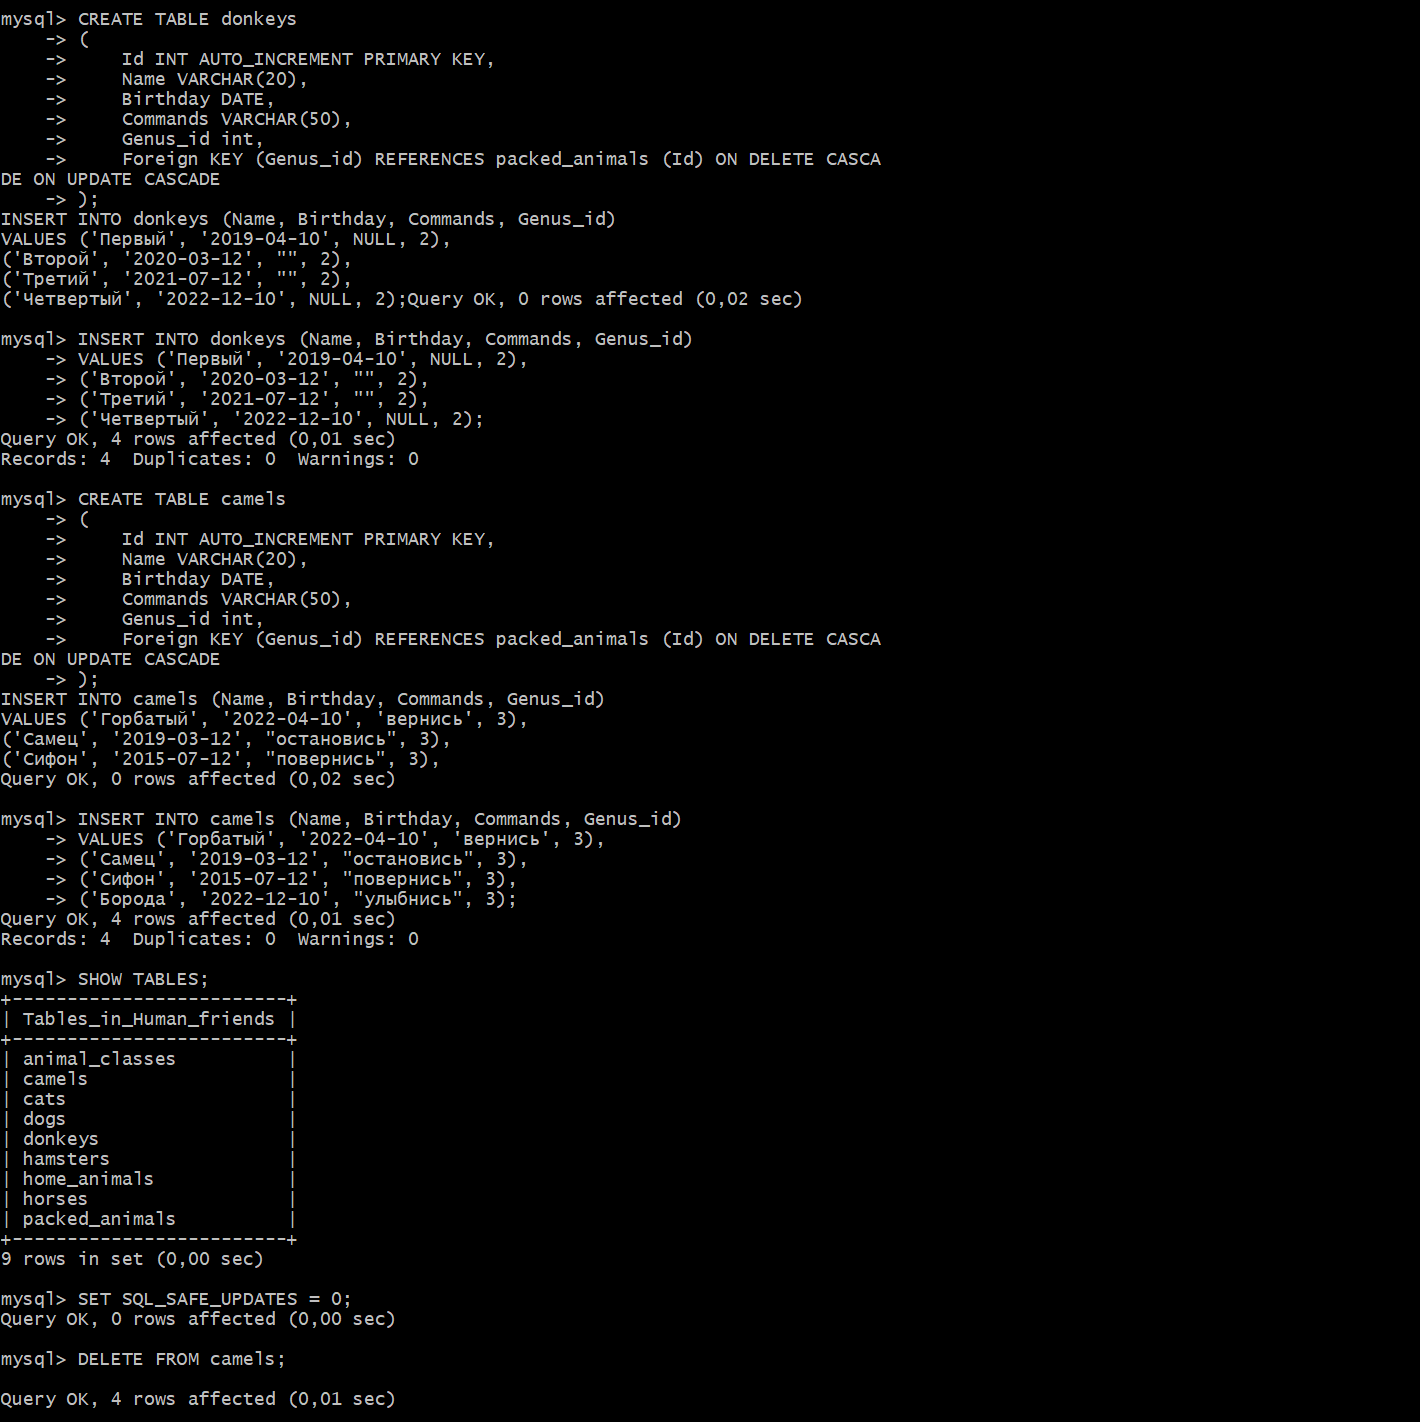 mysql> CREATE TABLE donkeys
    -> (
    ->     Id INT AUTO_INCREMENT PRIMARY KEY,
    ->     Name VARCHAR(20),
    ->     Birthday DATE,
    ->     Commands VARCHAR(50),
    ->     Genus_id int,
    ->     Foreign KEY (Genus_id) REFERENCES packed_animals (Id) ON DELETE CASCA
DE ON UPDATE CASCADE
    -> );
INSERT INTO donkeys (Name, Birthday, Commands, Genus_id)
VALUES ('Первый', '2019-04-10', NULL, 2),
('Второй', '2020-03-12', "", 2),
('Третий', '2021-07-12', "", 2),
('Четвертый', '2022-12-10', NULL, 2);Query OK, 0 rows affected (0,02 sec)

mysql> INSERT INTO donkeys (Name, Birthday, Commands, Genus_id)
    -> VALUES ('Первый', '2019-04-10', NULL, 2),
    -> ('Второй', '2020-03-12', "", 2),
    -> ('Третий', '2021-07-12', "", 2),
    -> ('Четвертый', '2022-12-10', NULL, 2);
Query OK, 4 rows affected (0,01 sec)
Records: 4  Duplicates: 0  Warnings: 0

mysql> CREATE TABLE camels
    -> (
    ->     Id INT AUTO_INCREMENT PRIMARY KEY,
    ->     Name VARCHAR(20),
    ->     Birthday DATE,
    ->     Commands VARCHAR(50),
    ->     Genus_id int,
    ->     Foreign KEY (Genus_id) REFERENCES packed_animals (Id) ON DELETE CASCA
DE ON UPDATE CASCADE
    -> );
INSERT INTO camels (Name, Birthday, Commands, Genus_id)
VALUES ('Горбатый', '2022-04-10', 'вернись', 3),
('Самец', '2019-03-12', "остановись", 3),
('Сифон', '2015-07-12', "повернись", 3),
Query OK, 0 rows affected (0,02 sec)

mysql> INSERT INTO camels (Name, Birthday, Commands, Genus_id)
    -> VALUES ('Горбатый', '2022-04-10', 'вернись', 3),
    -> ('Самец', '2019-03-12', "остановись", 3),
    -> ('Сифон', '2015-07-12', "повернись", 3),
    -> ('Борода', '2022-12-10', "улыбнись", 3);
Query OK, 4 rows affected (0,01 sec)
Records: 4  Duplicates: 0  Warnings: 0

mysql> SHOW TABLES;
+-------------------------+
| Tables_in_Human_friends |
+-------------------------+
| animal_classes          |
| camels                  |
| cats                    |
| dogs                    |
| donkeys                 |
| hamsters                |
| home_animals            |
| horses                  |
| packed_animals          |
+-------------------------+
9 rows in set (0,00 sec)

mysql> SET SQL_SAFE_UPDATES = 0;
Query OK, 0 rows affected (0,00 sec)

mysql> DELETE FROM camels;

Query OK, 4 rows affected (0,01 sec)